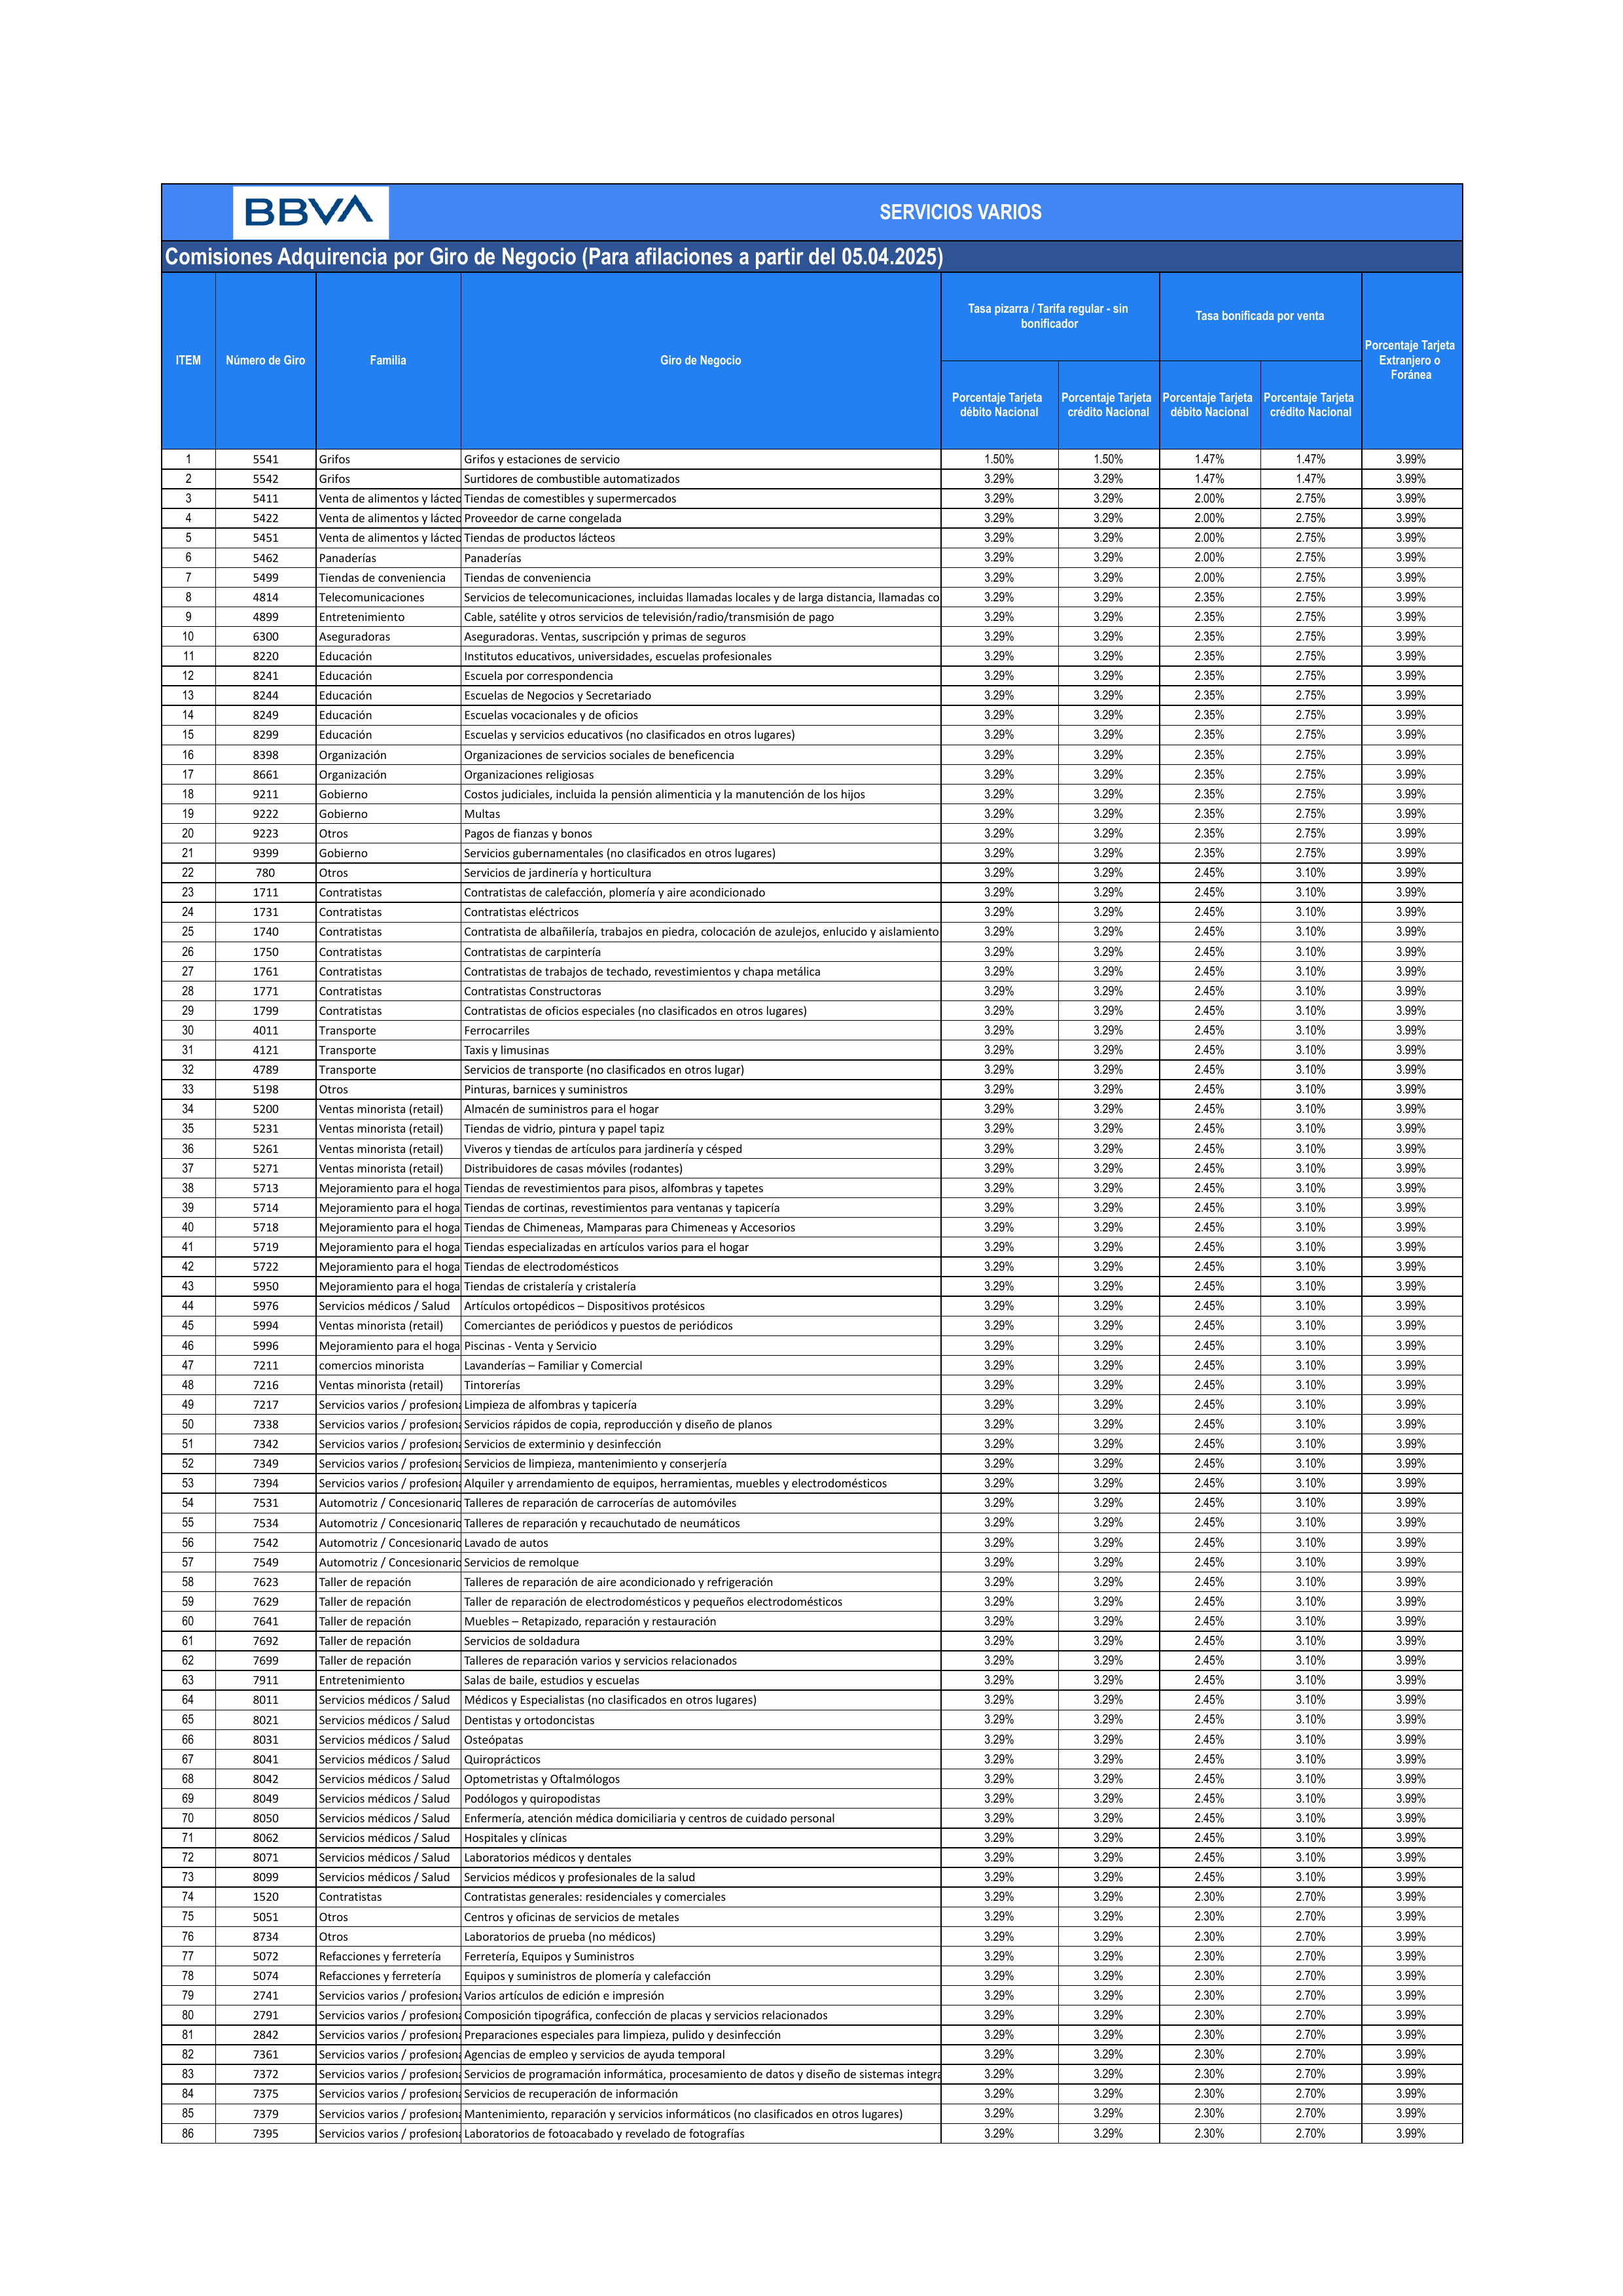 BBVA
SERVICIOS VARIOS
Comisiones Adquirencia por Giro de Negocio (Para afilaciones a partir del 05.04.2025)
ITEM Número de Giro Familia Giro de Negocio Tasa pizarra / Tarifa regular - sin bonificador Tasa bonificada por venta Porcentaje Tarjeta Extranjero o Foránea
Porcentaje Tarjeta débito Nacional Porcentaje Tarjeta crédito Nacional Porcentaje Tarjeta débito Nacional Porcentaje Tarjeta crédito Nacional
1 5541 Grifos Grifos y estaciones de servicio 1.50% 1.50% 1.47% 1.47% 3.99%
2 5542 Grifos Surtidores de combustible automatizados 3.29% 3.29% 1.47% 1.47% 3.99%
3 5411 Venta de alimentos y lácteo Tiendas de comestibles y supermercados 3.29% 3.29% 2.00% 2.75% 3.99%
4 5422 Venta de alimentos y lácteo Proveedor de carne congelada 3.29% 3.29% 2.00% 2.75% 3.99%
5 5451 Venta de alimentos y lácteo Tiendas de productos lácteos 3.29% 3.29% 2.00% 2.75% 3.99%
6 5462 Panaderías Panaderías 3.29% 3.29% 2.00% 2.75% 3.99%
7 5499 Tiendas de conveniencia Tiendas de conveniencia 3.29% 3.29% 2.00% 2.75% 3.99%
8 4814 Telecomunicaciones Servicios de telecomunicaciones, incluidas llamadas locales y de larga distancia, llamadas co 3.29% 3.29% 2.35% 2.75% 3.99%
9 4899 Entretenimiento Cable, satélite y otros servicios de televisión/radio/transmisión de pago 3.29% 3.29% 2.35% 2.75% 3.99%
10 6300 Aseguradoras Aseguradoras. Ventas, suscripción y primas de seguros 3.29% 3.29% 2.35% 2.75% 3.99%
11 8220 Educación Institutos educativos, universidades, escuelas profesionales 3.29% 3.29% 2.35% 2.75% 3.99%
12 8241 Educación Escuela por correspondencia 3.29% 3.29% 2.35% 2.75% 3.99%
13 8244 Educación Escuelas de Negocios y Secretariado 3.29% 3.29% 2.35% 2.75% 3.99%
14 8249 Educación Escuelas vocacionales y de oficios 3.29% 3.29% 2.35% 2.75% 3.99%
15 8299 Educación Escuelas y servicios educativos (no clasificados en otros lugares) 3.29% 3.29% 2.35% 2.75% 3.99%
16 8398 Organización Organizaciones de servicios sociales de beneficencia 3.29% 3.29% 2.35% 2.75% 3.99%
17 8661 Organización Organizaciones religiosas 3.29% 3.29% 2.35% 2.75% 3.99%
18 9211 Gobierno Costos judiciales, incluida la pensión alimenticia y la manutención de los hijos 3.29% 3.29% 2.35% 2.75% 3.99%
19 9222 Gobierno Multas 3.29% 3.29% 2.35% 2.75% 3.99%
20 9223 Otros Pagos de fianzas y bonos 3.29% 3.29% 2.35% 2.75% 3.99%
21 9399 Gobierno Servicios gubernamentales (no clasificados en otros lugares) 3.29% 3.29% 2.35% 2.75% 3.99%
22 780 Otros Servicios de jardinería y horticultura 3.29% 3.29% 2.45% 3.10% 3.99%
23 1711 Contratistas Contratistas de calefacción, plomería y aire acondicionado 3.29% 3.29% 2.45% 3.10% 3.99%
24 1731 Contratistas Contratistas eléctricos 3.29% 3.29% 2.45% 3.10% 3.99%
25 1740 Contratistas Contratista de albañilería, trabajos en piedra, colocación de azulejos, enlucido y aislamiento 3.29% 3.29% 2.45% 3.10% 3.99%
26 1750 Contratistas Contratistas de carpintería 3.29% 3.29% 2.45% 3.10% 3.99%
27 1761 Contratistas Contratistas de trabajos de techado, revestimientos y chapa metálica 3.29% 3.29% 2.45% 3.10% 3.99%
28 1771 Contratistas Contratistas Constructoras 3.29% 3.29% 2.45% 3.10% 3.99%
29 1799 Contratistas Contratistas de oficios especiales (no clasificados en otros lugares) 3.29% 3.29% 2.45% 3.10% 3.99%
30 4011 Transporte Ferrocarriles 3.29% 3.29% 2.45% 3.10% 3.99%
31 4121 Transporte Taxis y limusinas 3.29% 3.29% 2.45% 3.10% 3.99%
32 4789 Transporte Servicios de transporte (no clasificados en otros lugar) 3.29% 3.29% 2.45% 3.10% 3.99%
33 5198 Otros Pinturas, barnices y suministros 3.29% 3.29% 2.45% 3.10% 3.99%
34 5200 Ventas minorista (retail) Almacén de suministros para el hogar 3.29% 3.29% 2.45% 3.10% 3.99%
35 5231 Ventas minorista (retail) Tiendas de vidrio, pintura y papel tapiz 3.29% 3.29% 2.45% 3.10% 3.99%
36 5261 Ventas minorista (retail) Viveros y tiendas de artículos para jardinería y césped 3.29% 3.29% 2.45% 3.10% 3.99%
37 5271 Ventas minorista (retail) Distribuidores de casas móviles (rodantes) 3.29% 3.29% 2.45% 3.10% 3.99%
38 5713 Mejoramiento para el hoga Tiendas de revestimientos para pisos, alfombras y tapetes 3.29% 3.29% 2.45% 3.10% 3.99%
39 5714 Mejoramiento para el hoga Tiendas de cortinas, revestimientos para ventanas y tapicería 3.29% 3.29% 2.45% 3.10% 3.99%
40 5718 Mejoramiento para el hoga Tiendas de Chimeneas, Mamparas para Chimeneas y Accesorios 3.29% 3.29% 2.45% 3.10% 3.99%
41 5719 Mejoramiento para el hoga Tiendas especializadas en artículos varios para el hogar 3.29% 3.29% 2.45% 3.10% 3.99%
42 5722 Mejoramiento para el hoga Tiendas de electrodomésticos 3.29% 3.29% 2.45% 3.10% 3.99%
43 5950 Mejoramiento para el hoga Tiendas de cristalería y cristalería 3.29% 3.29% 2.45% 3.10% 3.99%
44 5976 Servicios médicos / Salud Artículos ortopédicos – Dispositivos protésicos 3.29% 3.29% 2.45% 3.10% 3.99%
45 5994 Ventas minorista (retail) Comerciantes de periódicos y puestos de periódicos 3.29% 3.29% 2.45% 3.10% 3.99%
46 5996 Mejoramiento para el hoga Piscinas - Venta y Servicio 3.29% 3.29% 2.45% 3.10% 3.99%
47 7211 comercios minorista Lavanderías – Familiar y Comercial 3.29% 3.29% 2.45% 3.10% 3.99%
48 7216 Ventas minorista (retail) Tintorerías 3.29% 3.29% 2.45% 3.10% 3.99%
49 7217 Servicios varios / profesiona Limpieza de alfombras y tapicería 3.29% 3.29% 2.45% 3.10% 3.99%
50 7338 Servicios varios / profesiona Servicios rápidos de copia, reproducción y diseño de planos 3.29% 3.29% 2.45% 3.10% 3.99%
51 7342 Servicios varios / profesiona Servicios de exterminio y desinfección 3.29% 3.29% 2.45% 3.10% 3.99%
52 7349 Servicios varios / profesiona Servicios de limpieza, mantenimiento y conserjería 3.29% 3.29% 2.45% 3.10% 3.99%
53 7394 Servicios varios / profesiona Alquiler y arrendamiento de equipos, herramientas, muebles y electrodomésticos 3.29% 3.29% 2.45% 3.10% 3.99%
54 7531 Automotriz / Concesionario Talleres de reparación de carrocerías de automóviles 3.29% 3.29% 2.45% 3.10% 3.99%
55 7534 Automotriz / Concesionario Talleres de reparación y recauchutado de neumáticos 3.29% 3.29% 2.45% 3.10% 3.99%
56 7542 Automotriz / Concesionario Lavado de autos 3.29% 3.29% 2.45% 3.10% 3.99%
57 7549 Automotriz / Concesionario Servicios de remolque 3.29% 3.29% 2.45% 3.10% 3.99%
58 7623 Taller de repación Talleres de reparación de aire acondicionado y refrigeración 3.29% 3.29% 2.45% 3.10% 3.99%
59 7629 Taller de repación Taller de reparación de electrodomésticos y pequeños electrodomésticos 3.29% 3.29% 2.45% 3.10% 3.99%
60 7641 Taller de repación Muebles – Retapizado, reparación y restauración 3.29% 3.29% 2.45% 3.10% 3.99%
61 7692 Taller de repación Servicios de soldadura 3.29% 3.29% 2.45% 3.10% 3.99%
62 7699 Taller de repación Talleres de reparación varios y servicios relacionados 3.29% 3.29% 2.45% 3.10% 3.99%
63 7911 Entretenimiento Salas de baile, estudios y escuelas 3.29% 3.29% 2.45% 3.10% 3.99%
64 8011 Servicios médicos / Salud Médicos y Especialistas (no clasificados en otros lugares) 3.29% 3.29% 2.45% 3.10% 3.99%
65 8021 Servicios médicos / Salud Dentistas y ortodoncistas 3.29% 3.29% 2.45% 3.10% 3.99%
66 8031 Servicios médicos / Salud Osteópatas 3.29% 3.29% 2.45% 3.10% 3.99%
67 8041 Servicios médicos / Salud Quiroprácticos 3.29% 3.29% 2.45% 3.10% 3.99%
68 8042 Servicios médicos / Salud Optometristas y Oftalmólogos 3.29% 3.29% 2.45% 3.10% 3.99%
69 8049 Servicios médicos / Salud Podólogos y quiropodistas 3.29% 3.29% 2.45% 3.10% 3.99%
70 8050 Servicios médicos / Salud Enfermería, atención médica domiciliaria y centros de cuidado personal 3.29% 3.29% 2.45% 3.10% 3.99%
71 8062 Servicios médicos / Salud Hospitales y clínicas 3.29% 3.29% 2.45% 3.10% 3.99%
72 8071 Servicios médicos / Salud Laboratorios médicos y dentales 3.29% 3.29% 2.45% 3.10% 3.99%
73 8099 Servicios médicos / Salud Servicios médicos y profesionales de la salud 3.29% 3.29% 2.45% 3.10% 3.99%
74 1520 Contratistas Contratistas generales: residenciales y comerciales 3.29% 3.29% 2.30% 2.70% 3.99%
75 5051 Otros Centros y oficinas de servicios de metales 3.29% 3.29% 2.30% 2.70% 3.99%
76 8734 Otros Laboratorios de prueba (no médicos) 3.29% 3.29% 2.30% 2.70% 3.99%
77 5072 Refacciones y ferretería Ferretería, Equipos y Suministros 3.29% 3.29% 2.30% 2.70% 3.99%
78 5074 Refacciones y ferretería Equipos y suministros de plomería y calefacción 3.29% 3.29% 2.30% 2.70% 3.99%
79 2741 Servicios varios / profesiona Varios artículos de edición e impresión 3.29% 3.29% 2.30% 2.70% 3.99%
80 2791 Servicios varios / profesiona Composición tipográfica, confección de placas y servicios relacionados 3.29% 3.29% 2.30% 2.70% 3.99%
81 2842 Servicios varios / profesiona Preparaciones especiales para limpieza, pulido y desinfección 3.29% 3.29% 2.30% 2.70% 3.99%
82 7361 Servicios varios / profesiona Agencias de empleo y servicios de ayuda temporal 3.29% 3.29% 2.30% 2.70% 3.99%
83 7372 Servicios varios / profesiona Servicios de programación informática, procesamiento de datos y diseño de sistemas integra 3.29% 3.29% 2.30% 2.70% 3.99%
84 7375 Servicios varios / profesiona Servicios de recuperación de información 3.29% 3.29% 2.30% 2.70% 3.99%
85 7379 Servicios varios / profesiona Mantenimiento, reparación y servicios informáticos (no clasificados en otros lugares) 3.29% 3.29% 2.30% 2.70% 3.99%
86 7395 Servicios varios / profesiona Laboratorios de fotoacabado y revelado de fotografías 3.29% 3.29% 2.30% 2.70% 3.99%